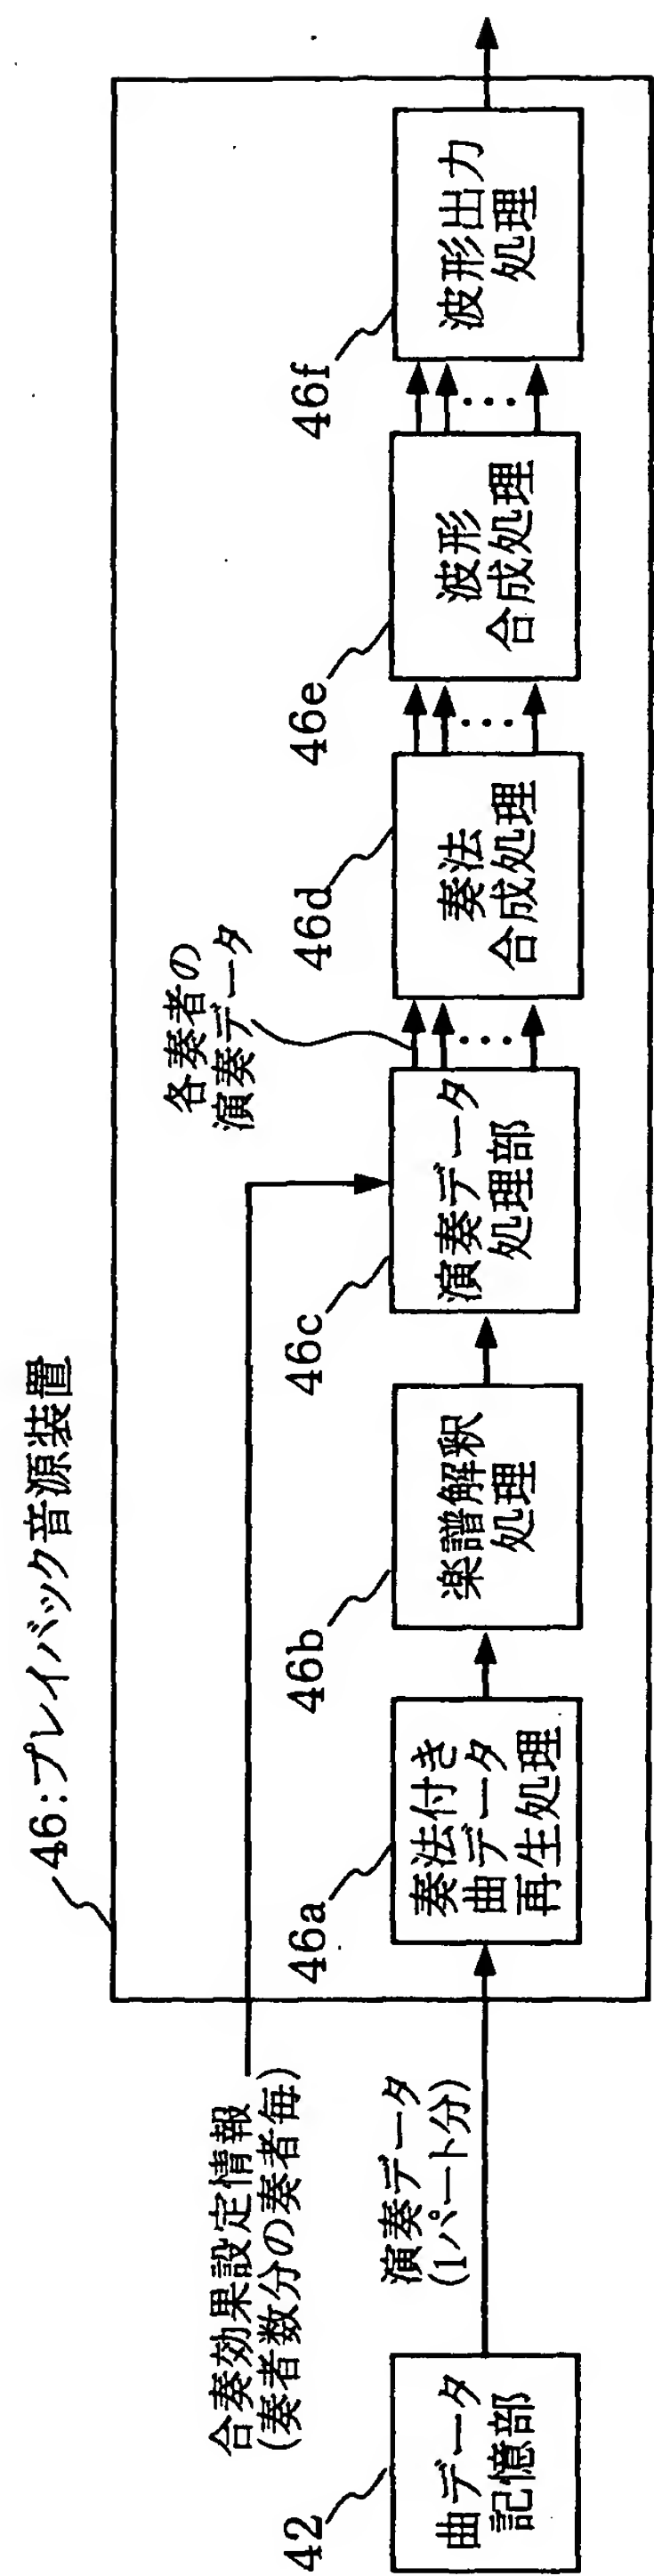 46:プレイバック音源装置
合奏効果設定情報
(奏者数分の奏者毎)
各奏者の
演奏データ
42
曲データ
記憶部
演奏データ
(1パート分)
46a
奏法付き
曲データ
再生処理
46b
楽譜解釈
処理
46c
演奏データ
処理部
46d
奏法
合成処理
46e
波形
合成処理
46f
波形出力
処理